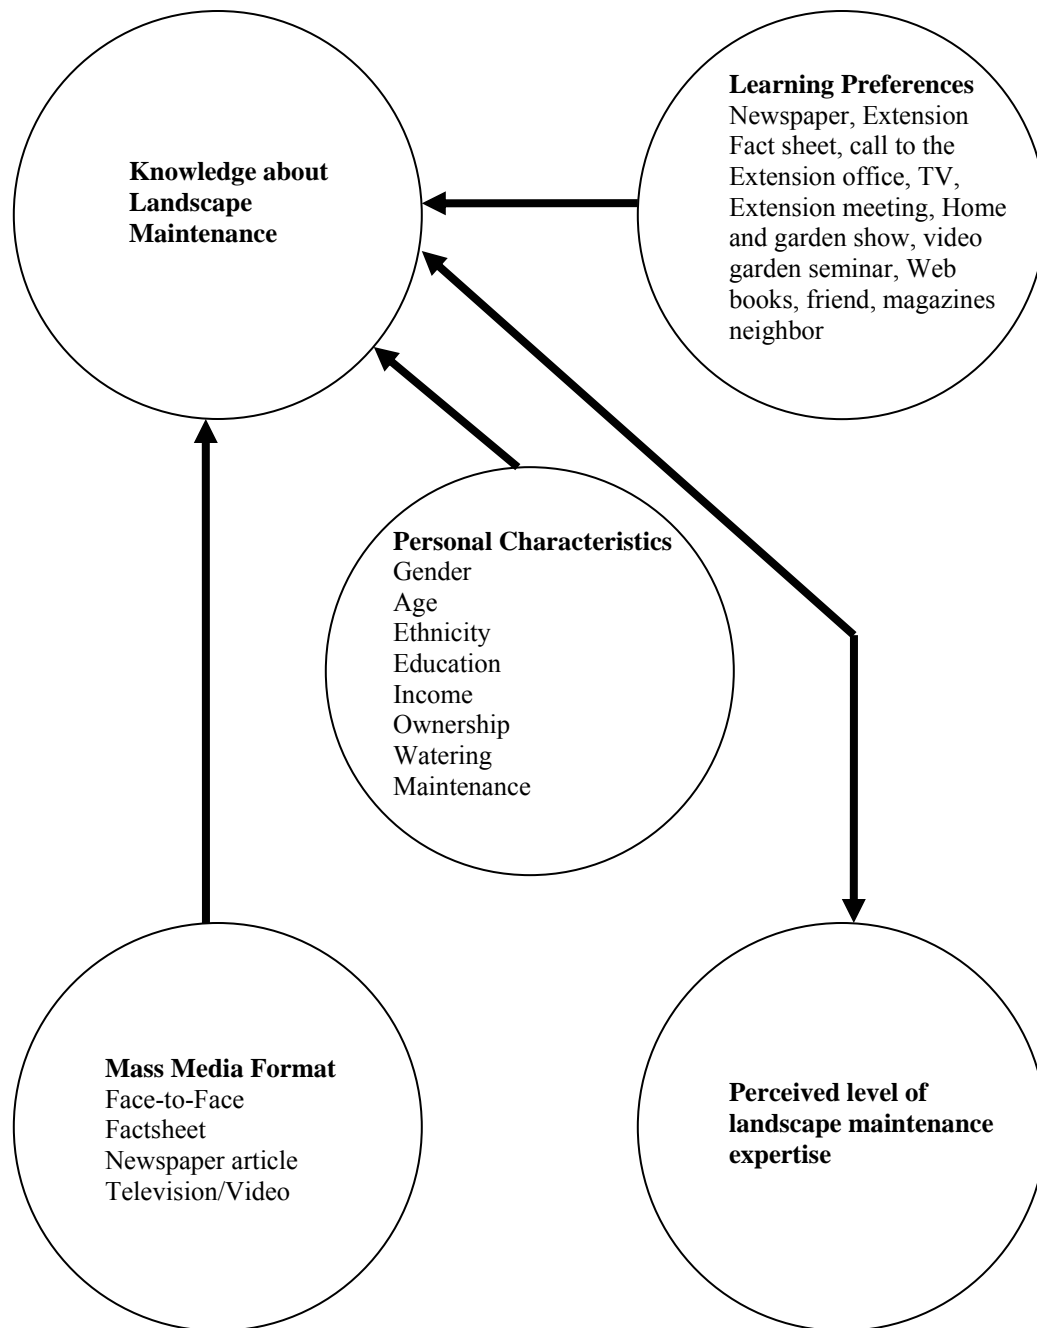 Knowledge about
Landscape
Maintenance
Learning Preferences
Newspaper, Extension
Fact sheet, call to the
Extension office, TV,
Extension meeting, Home
and garden show, video
garden seminar, Web
books, friend, magazines
neighbor
Personal Characteristics
Gender
Age
Ethnicity
Education
Income
Ownership
Watering
Maintenance
Mass Media Format
Face-to-Face
Factsheet
Newspaper article
Television/Video
Perceived level of
landscape maintenance
expertise